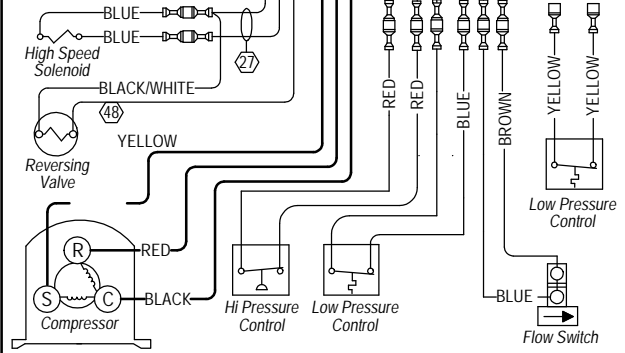 BLUE
BLUE
High Speed
Solenoid
27
BLACK/WHITE
48
YELLOW
Reversing
Valve
RED
RED
BLUE
BROWN
YELLOW
YELLOW
Low Pressure
Control
R
RED
S
C
BLACK
Compressor
Hi Pressure
Control
Low Pressure
Control
BLUE
Flow Switch